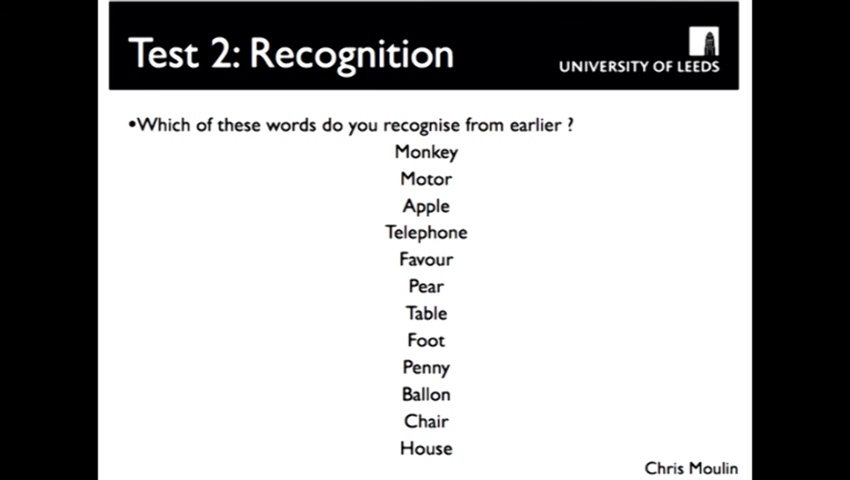 Test 2: Recognition
UNIVERSITY OF LEEDS
•Which of these words do you recognise from earlier ?
Monkey
Motor
Apple
Telephone
Favour
Pear
Table
Foot
Penny
Ballon
Chair
House
Chris Moulin